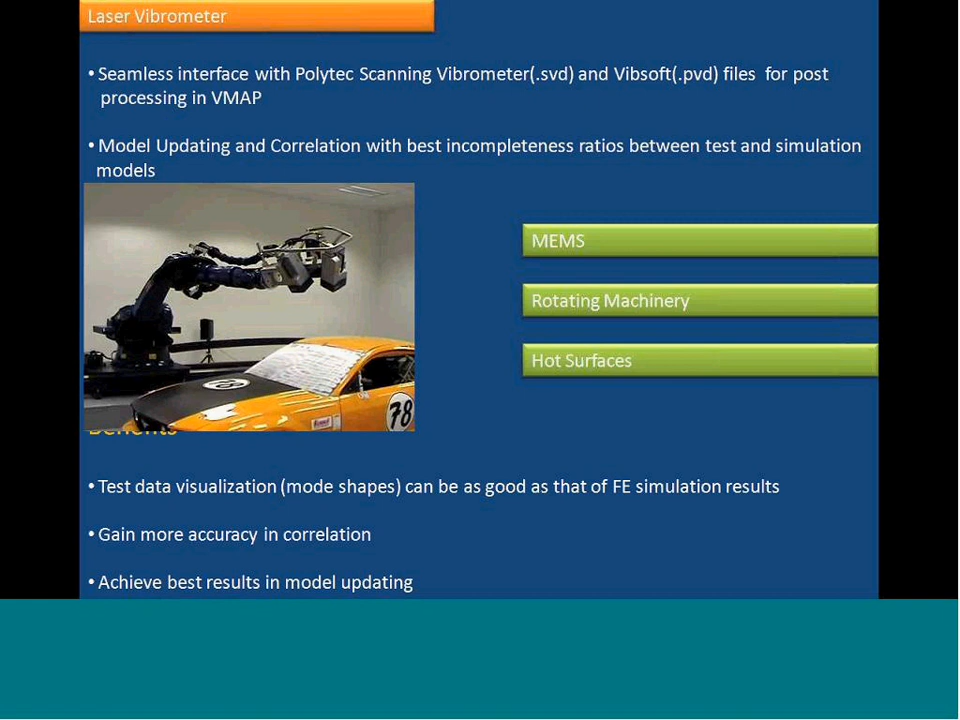 Laser Vibrometer
• Seamless interface with Polytec Scanning Vibrometer(.svd) and Vibsoft(.pvd) files for post
processing in VMAP
• Model Updating and Correlation with best incompleteness ratios between test and simulation
models
MEMS
Rotating Machinery
Hot Surfaces
78
Benefits
• Test data visualization (mode shapes) can be as good as that of FE simulation results
• Gain more accuracy in correlation
• Achieve best results in model updating